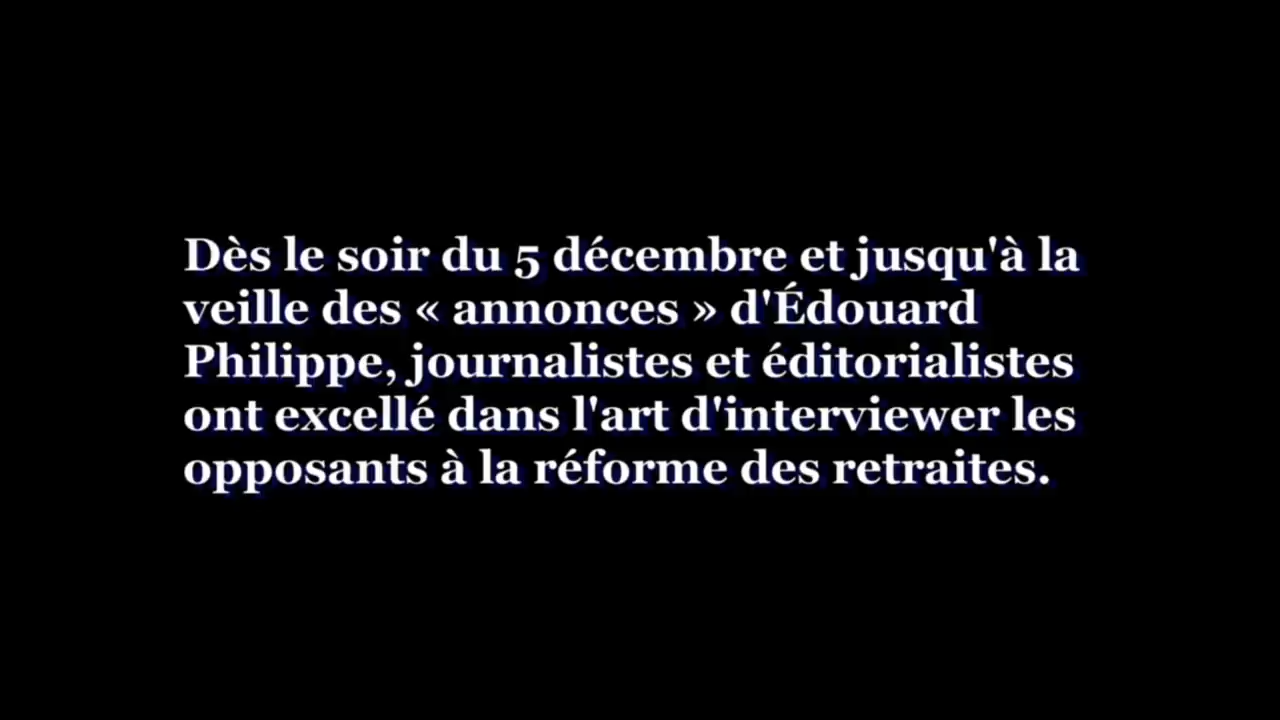 Dès le soir du 5 décembre et jusqu'à la
veille des « annonces » d'Édouard
Philippe, journalistes et éditorialistes
ont excellé dans l'art d'interviewer les
opposants à la réforme des retraites.